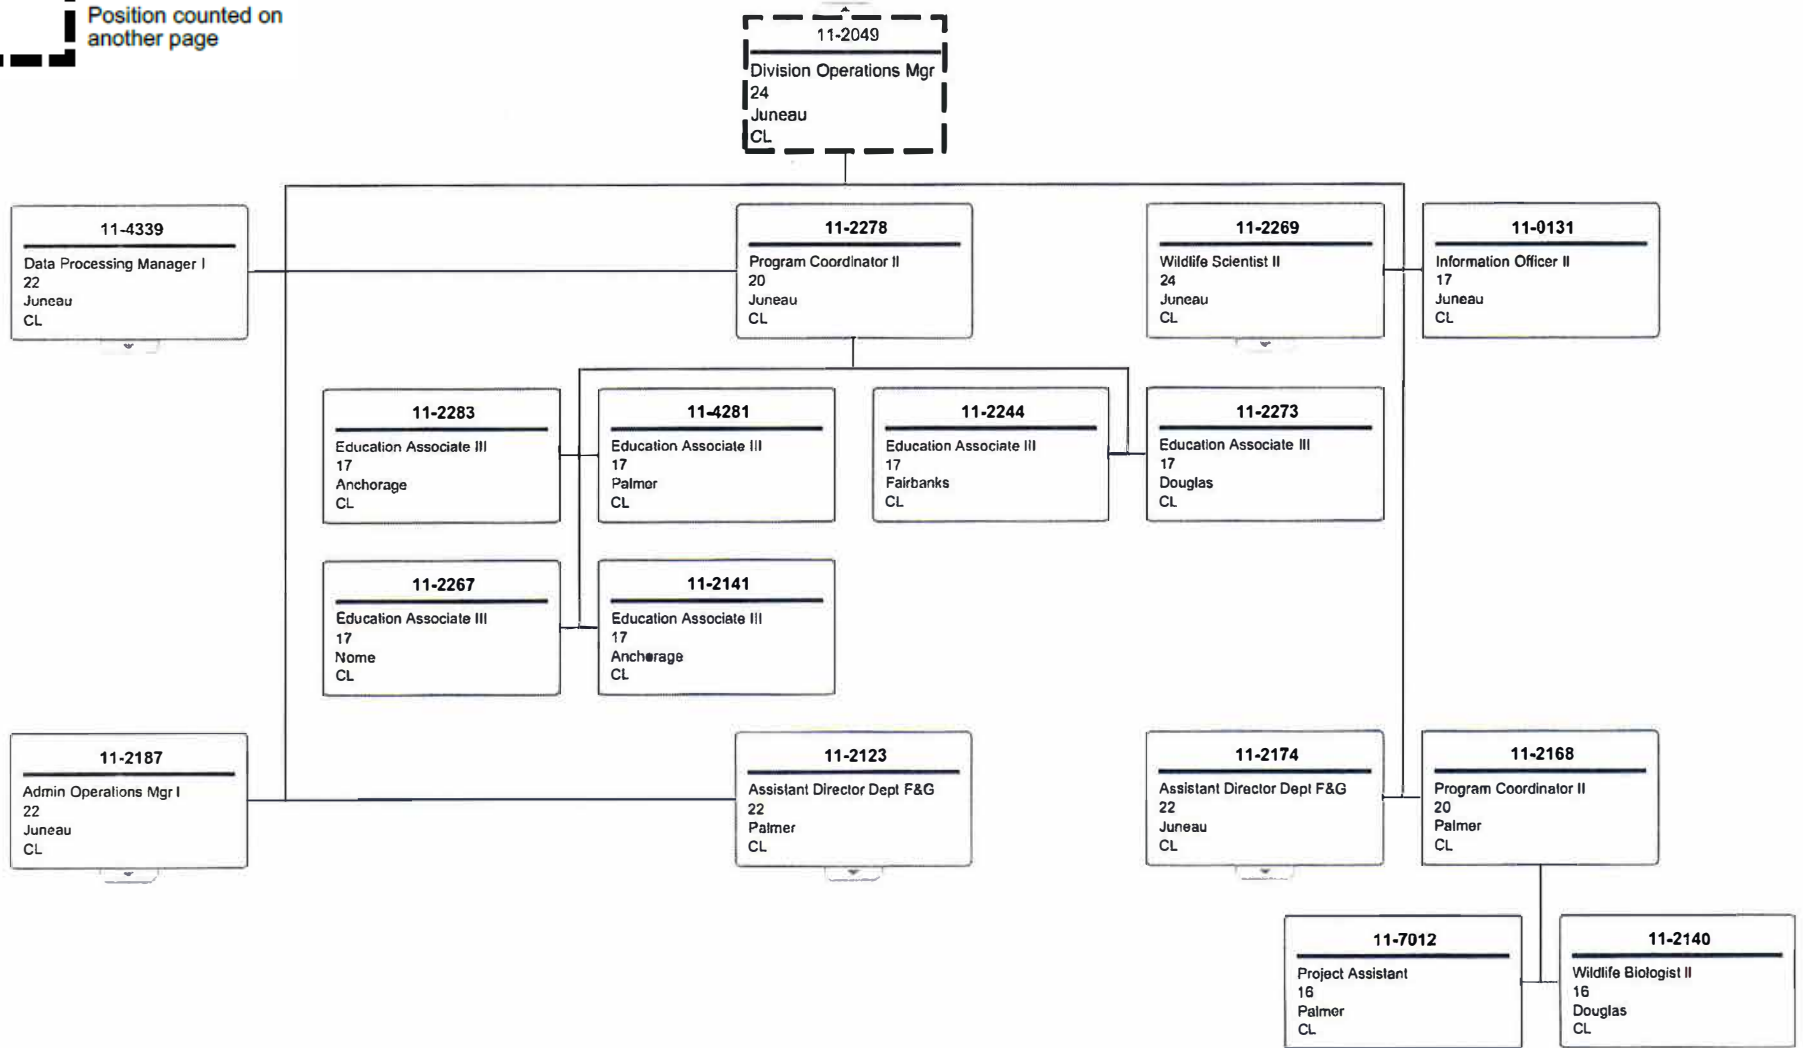 Position counted on
another page
11-2049
Division Operations Mgr
24
Juneau
CL
11-4339
Data Processing Manager I
22
Juneau
CL
11-2278
Program Coordinator II
20
Juneau
CL
11-2269
Wildlife Scientist II
24
Juneau
CL
11-0131
Information Officer II
17
Juneau
CL
11-2283
Education Associate III
17
Anchorage
CL
11-4281
Education Associate III
17
Palmer
CL
11-2244
Education Associate III
17
Fairbanks
CL
11-2273
Education Associate III
17
Douglas
CL
11-2267
Education Associate III
17
Nome
CL
11-2141
Education Associate III
17
Anchorage
CL
11-2187
Admin Operations Mgr I
22
Juneau
CL
11-2123
Assistant Director Dept F&G
22
Palmer
CL
11-2174
Assistant Director Dept F&G
22
Juneau
CL
11-2168
Program Coordinator II
20
Palmer
CL
11-7012
Project Assistant
16
Palmer
CL
11-2140
Wildlife Biologist II
16
Douglas
CL